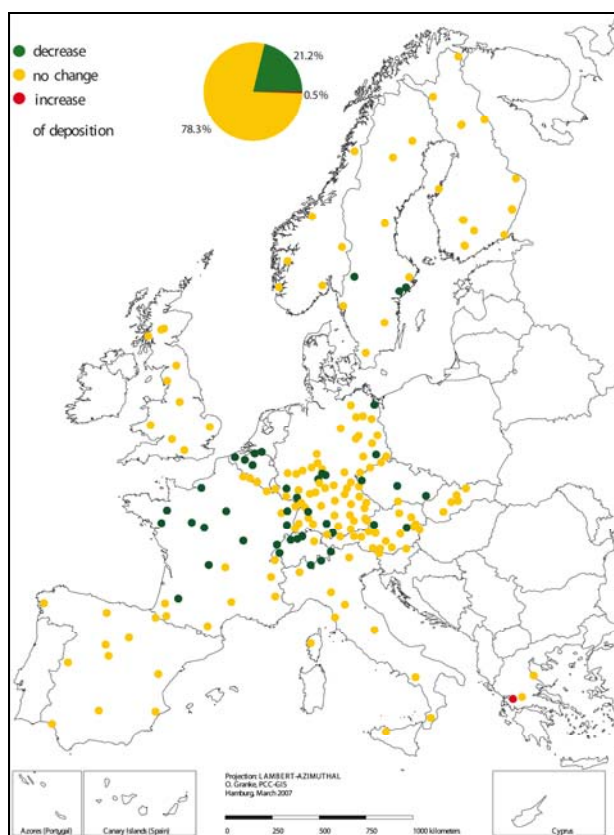 decrease
no change
increase
of deposition
21.2%
0.5%
78.3%
Projection: LAMBERT-AZIMUTHAL
O. Granke, PCC-GIS
Hamburg, March 2007
0 250 500 750 1000 kilometers
Azores (Portugal)
Canary Islands (Spain)
Cyprus